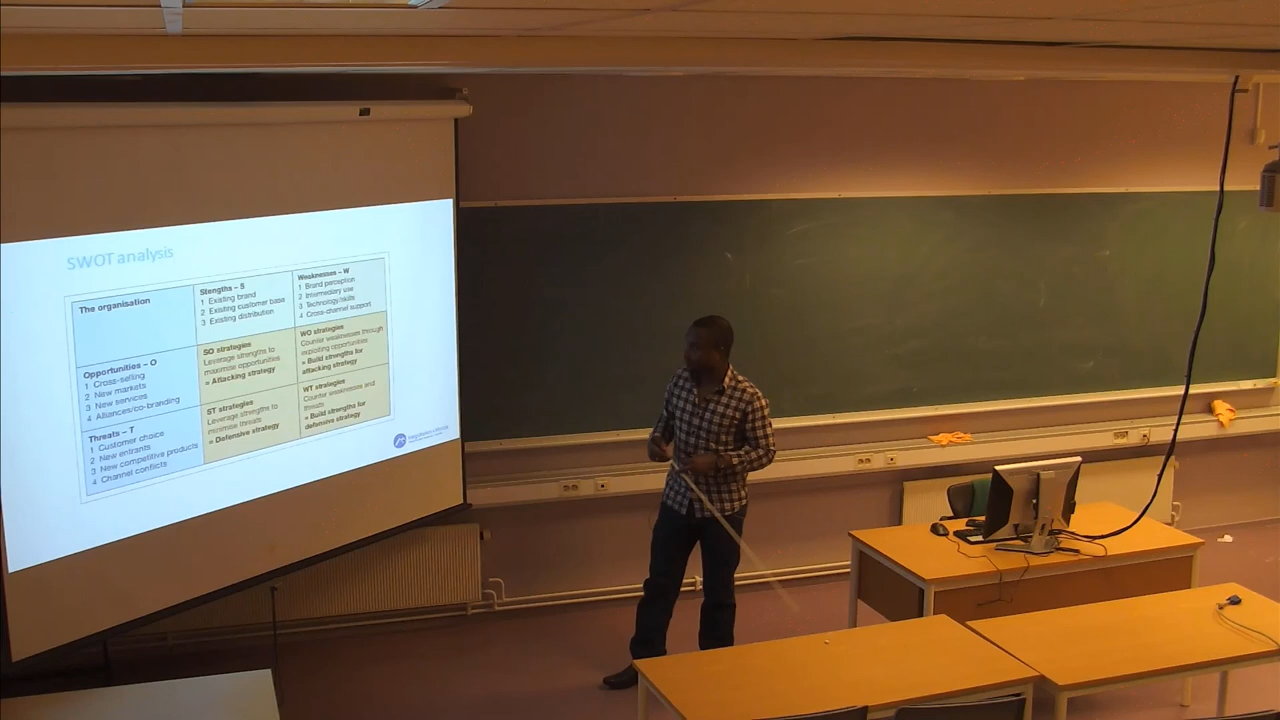 SWOT analysis
The organisation
Stengths – S
1 Existing brand
2 Existing customer base
3 Existing distribution
Weaknesses – W
1 Brand perception
2 Intermediary use
3 Technology/skills
4 Cross-channel support
Opportunities – O
1 Cross-selling
2 New markets
3 New services
4 Alliances/co-branding
SO strategies
Leverage strengths to
maximise opportunities
= Attacking strategy
WO strategies
Counter weaknesses through
exploiting opportunities
= Build strengths for
attacking strategy
Threats – T
1 Customer choice
2 New entrants
3 New competitive products
4 Channel conflicts
ST strategies
Leverage strengths to
minimise threats
= Defensive strategy
WT strategies
Counter weaknesses and
threats
= Build strengths for
defensive strategy